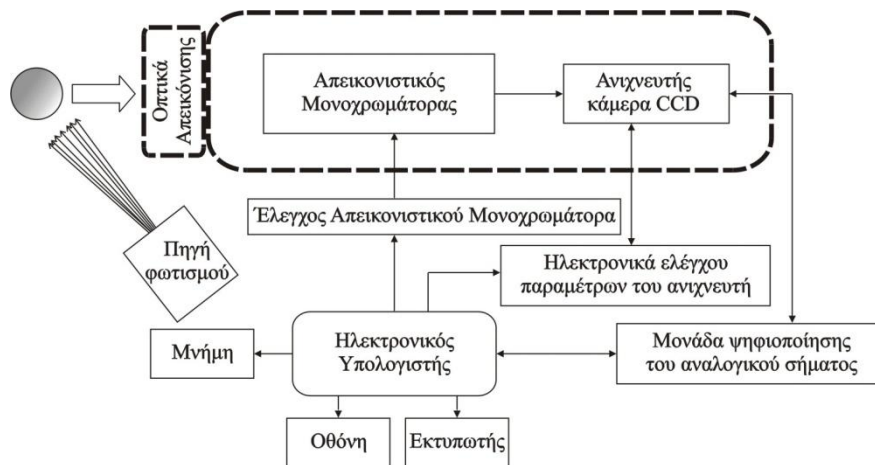 Οπτικά
Απεικόνισης
Απεικονιστικός
Μονοχρωμάτορας
Ανιχνευτής
κάμερα CCD
Πηγή
φωτισμού
Έλεγχος Απεικονιστικού Μονοχρωμάτορα
Ηλεκτρονικά ελέγχου
παραμέτρων του ανιχνευτή
Μνήμη
Ηλεκτρονικός
Υπολογιστής
Μονάδα ψηφιοποίησης
του αναλογικού σήματος
Οθόνη
Εκτυπωτής